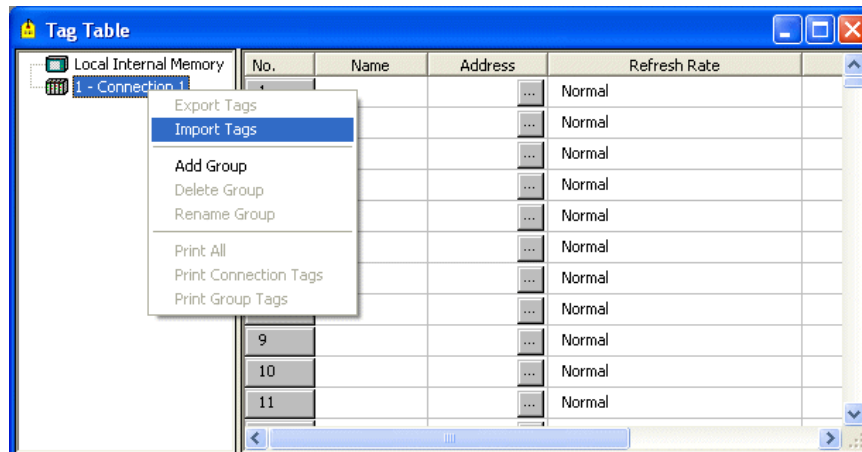 Tag Table
Local Internal Memory
1 - Connection 1
Export Tags
Import Tags
Add Group
Delete Group
Rename Group
Print All
Print Connection Tags
Print Group Tags
No. Name Address Refresh Rate
1 ... Normal
... Normal
... Normal
... Normal
... Normal
... Normal
... Normal
... Normal
9 ... Normal
10 ... Normal
11 ... Normal